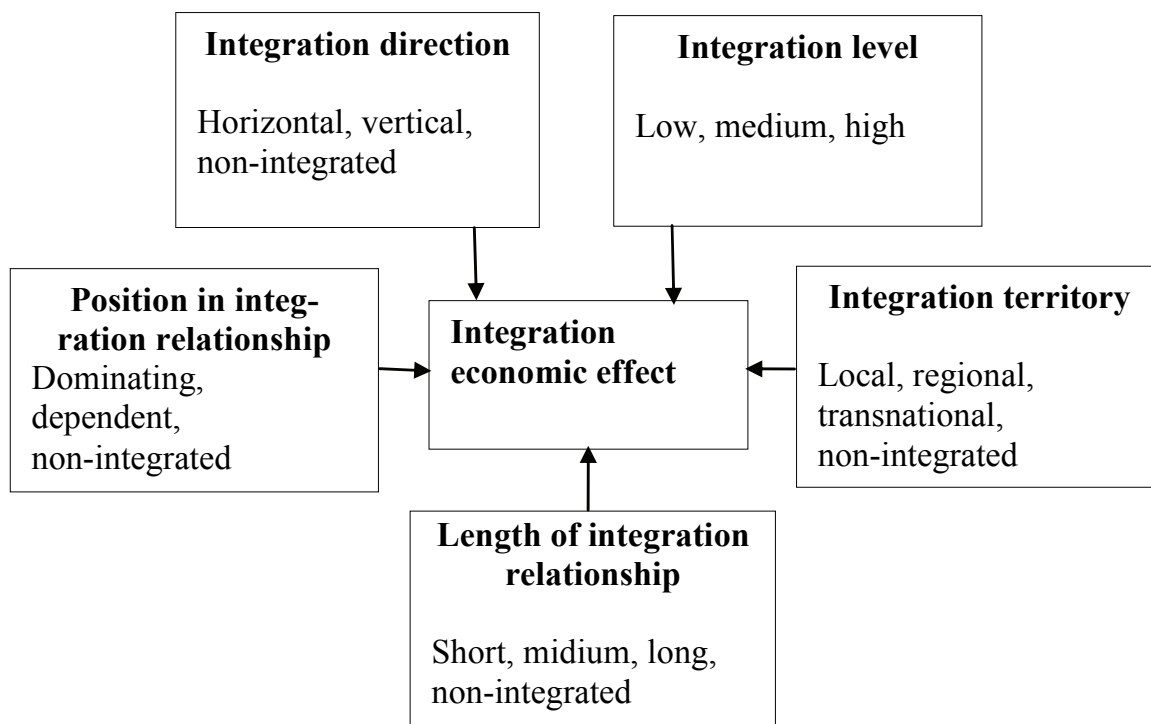 Integration direction
Horizontal, vertical,
non-integrated
Integration level
Low, medium, high
Position in integ-
ration relationship
Dominating,
dependent,
non-integrated
Integration
economic effect
Integration territory
Local, regional,
transnational,
non-integrated
Length of integration
relationship
Short, midium, long,
non-integrated